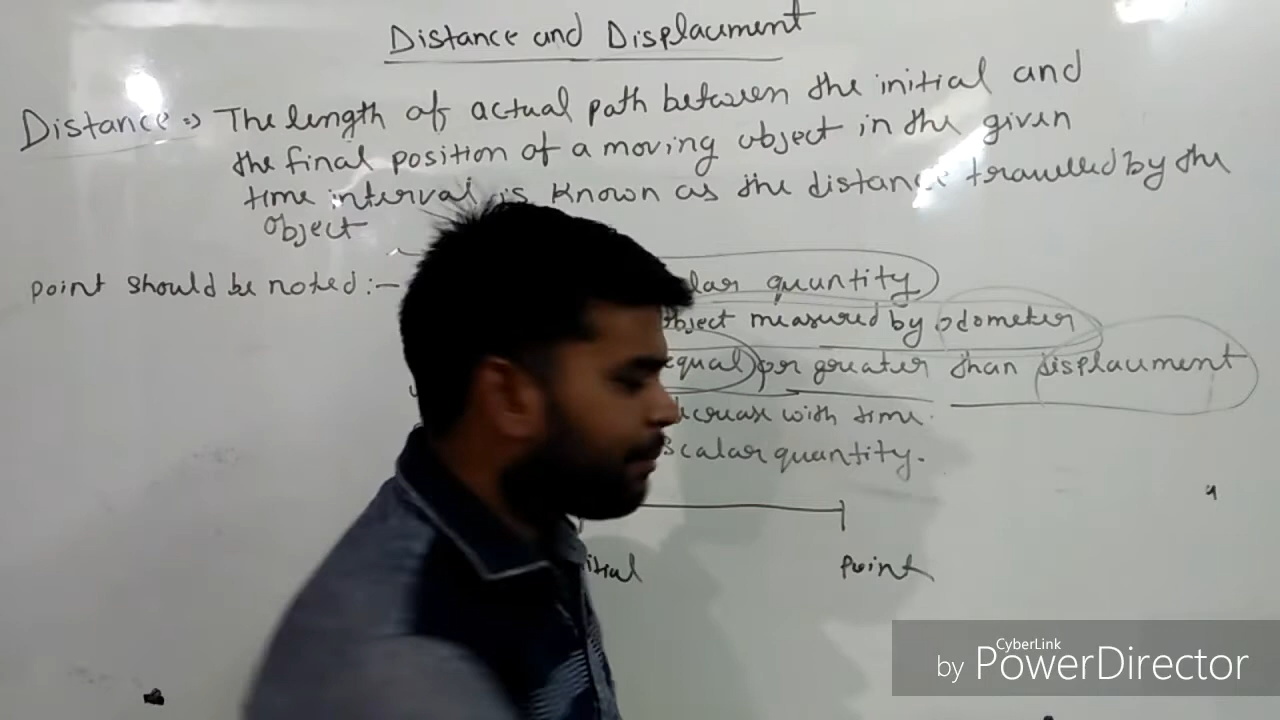 Distance and Displacement
Distance => The length of actual path between the initial and
the final position of a moving object in the given
time interval is known as the distance travelled by the
object
point should be noted :-
quantity
object measured by odometer
equal or greater than displacement
with time.
scalar quantity.
point
CyberLink
by PowerDirector